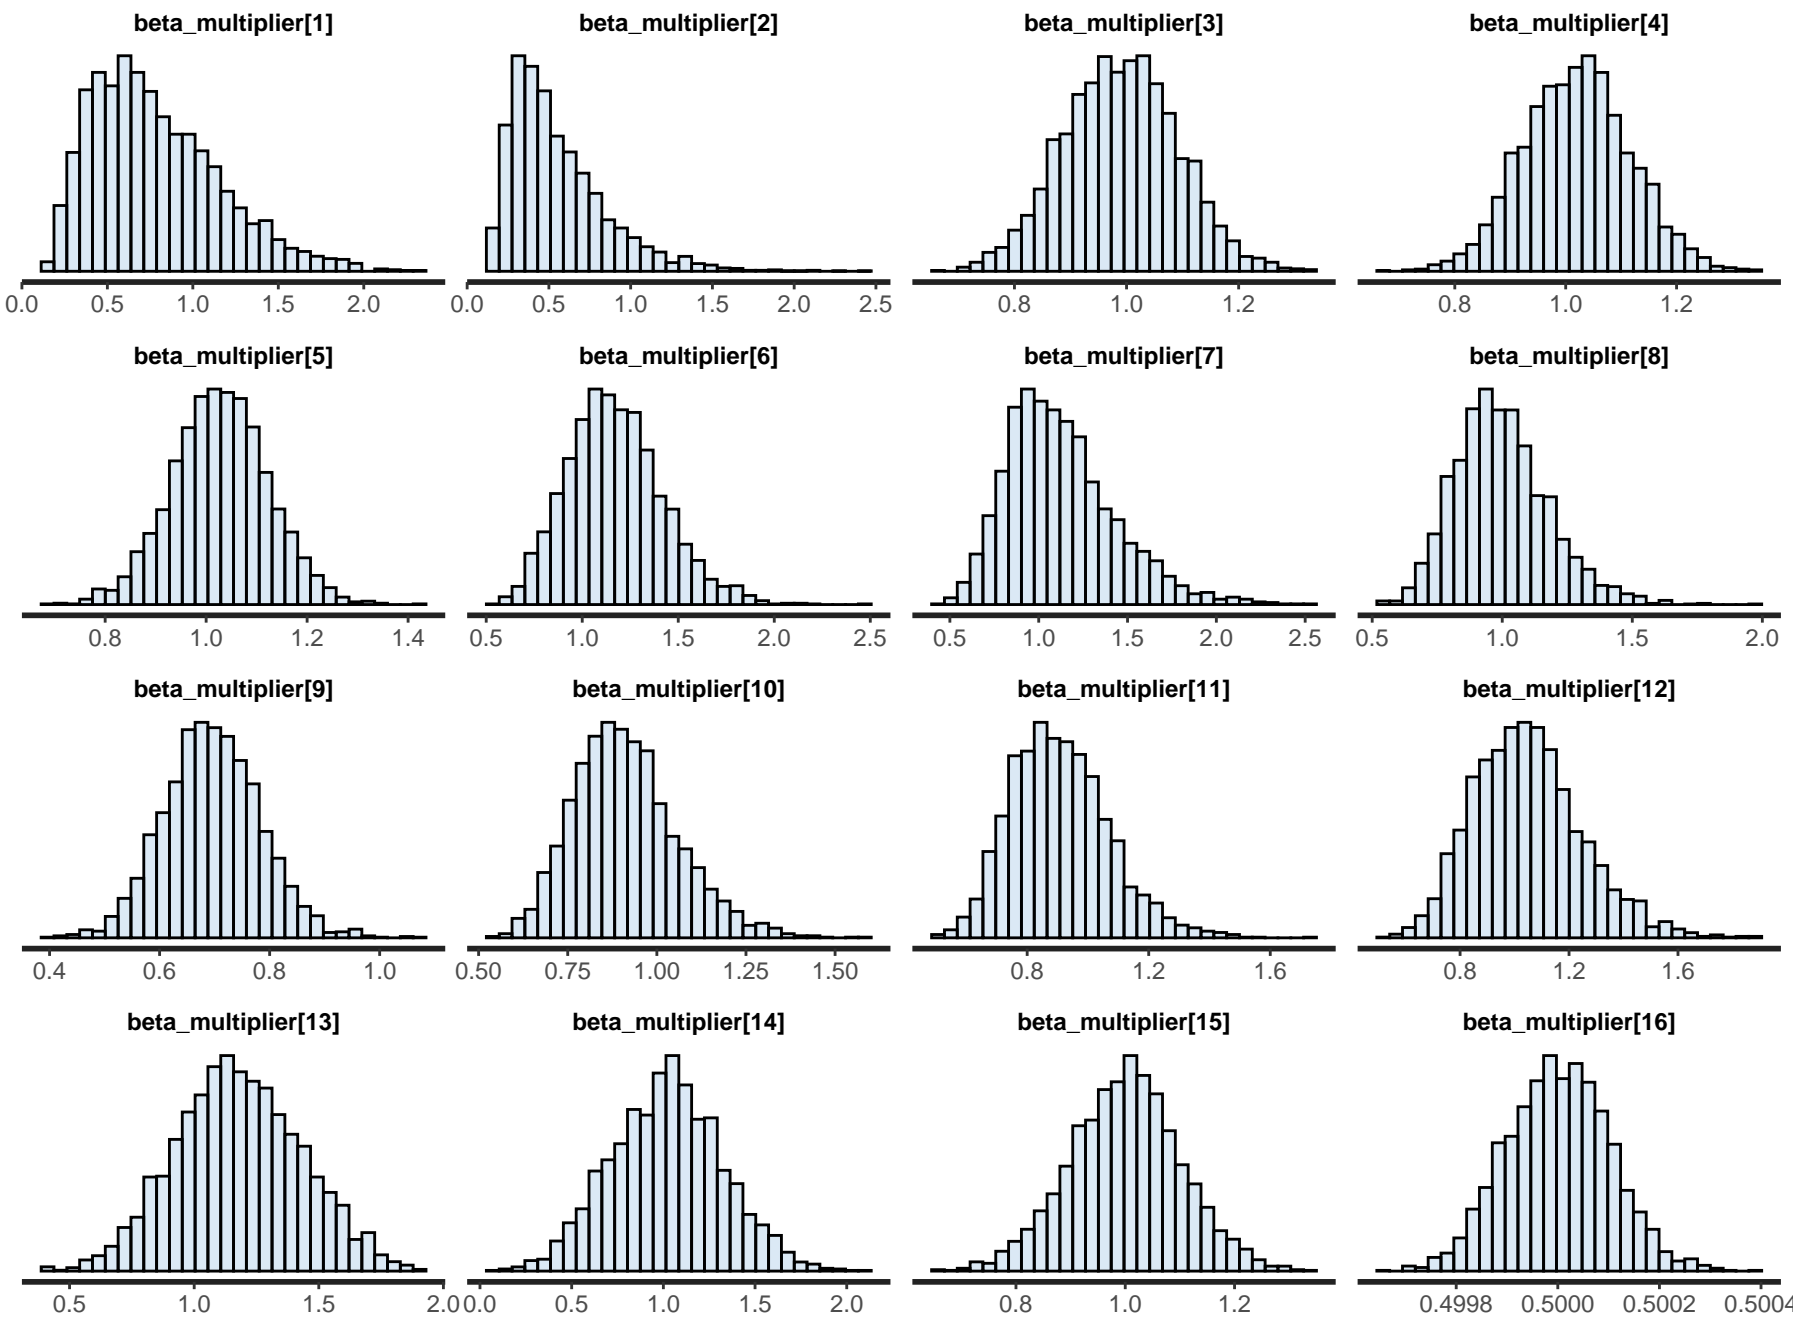 beta_multiplier[1] beta_multiplier[2] beta_multiplier[3] beta_multiplier[4]
0.0 0.5 1.0 1.5 2.0 0.0 0.5 1.0 1.5 2.0 2.5 0.8 1.0 1.2 0.8 1.0 1.2
beta_multiplier[5] beta_multiplier[6] beta_multiplier[7] beta_multiplier[8]
0.8 1.0 1.2 1.4 0.5 1.0 1.5 2.0 2.5 0.5 1.0 1.5 2.0 2.5 0.5 1.0 1.5 2.0
beta_multiplier[9] beta_multiplier[10] beta_multiplier[11] beta_multiplier[12]
0.4 0.6 0.8 1.0 0.50 0.75 1.00 1.25 1.50 0.8 1.2 1.6 0.8 1.2 1.6
beta_multiplier[13] beta_multiplier[14] beta_multiplier[15] beta_multiplier[16]
0.5 1.0 1.5 2.0 0.0 0.5 1.0 1.5 2.0 0.8 1.0 1.2 0.4998 0.5000 0.5002 0.5004